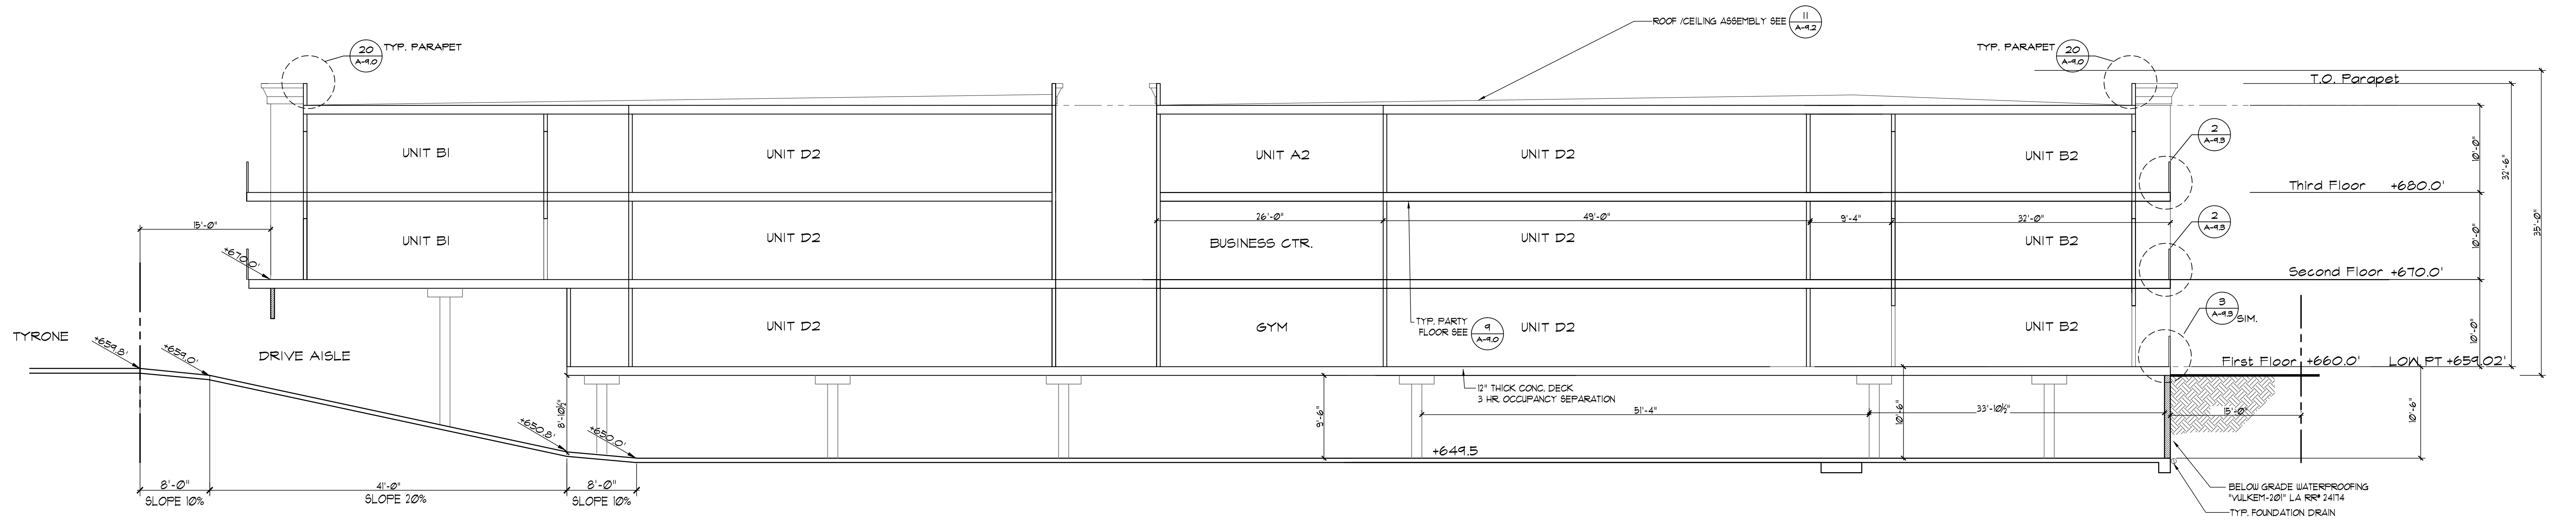 ROOF /CEILING ASSEMBLY SEE
11
A-9.2
20
A-9.0
TYP. PARAPET
TYP. PARAPET
20
A-9.0
T.O. Parapet
UNIT B1
UNIT D2
UNIT A2
UNIT D2
UNIT B2
2
A-9.3
10'-0"
32'-6"
35'-0"
Third Floor +680.0'
15'-0"
26'-0"
49'-0"
9'-4"
32'-0"
2
A-9.3
UNIT B1
UNIT D2
BUSINESS CTR.
UNIT D2
UNIT B2
10'-0"
+670.0'
Second Floor +670.0'
3
A-9.3
SIM.
UNIT D2
GYM
TYP. PARTY
FLOOR SEE
9
A-9.0
UNIT D2
UNIT B2
10'-0"
TYRONE
+659.8'
+659.0'
DRIVE AISLE
First Floor +660.0'
LOW PT +659.02'
12" THICK CONC. DECK
3 HR. OCCUPANCY SEPARATION
8'-10 1/2"
9'-6"
51'-4"
10'-6"
33'-10 1/2"
15'-0"
10'-6"
+650.8'
+650.0'
+649.5
8'-0"
SLOPE 10%
41'-0"
SLOPE 20%
8'-0"
SLOPE 10%
BELOW GRADE WATERPROOFING
"VULKEM-201" LA RR# 24174
TYP. FOUNDATION DRAIN